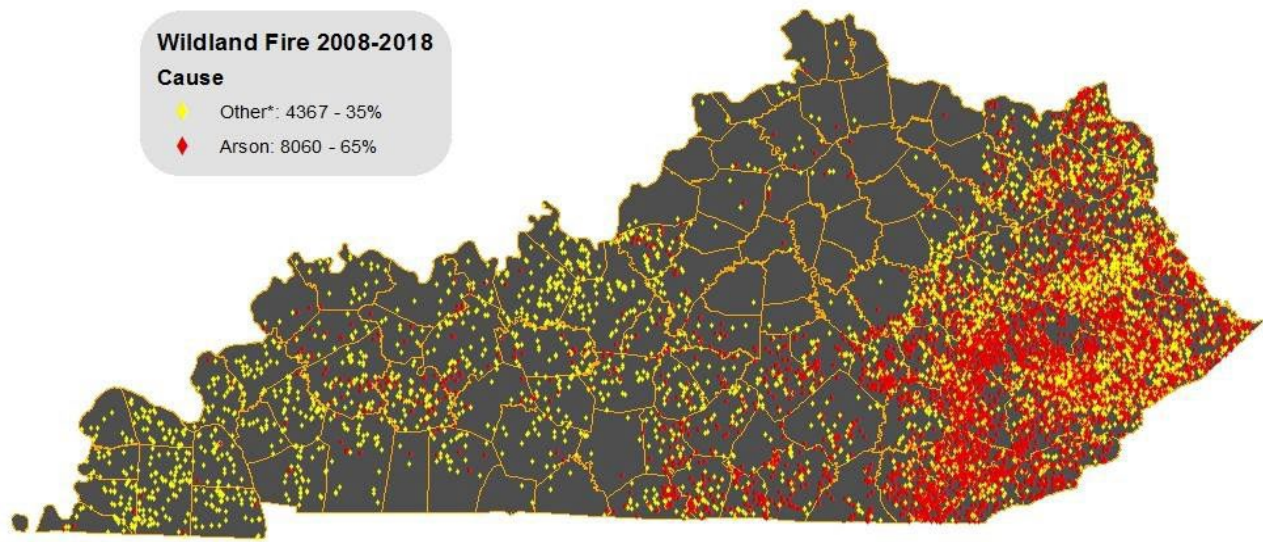 Wildland Fire 2008-2018
Cause
Other*: 4367 - 35%
Arson: 8060 - 65%